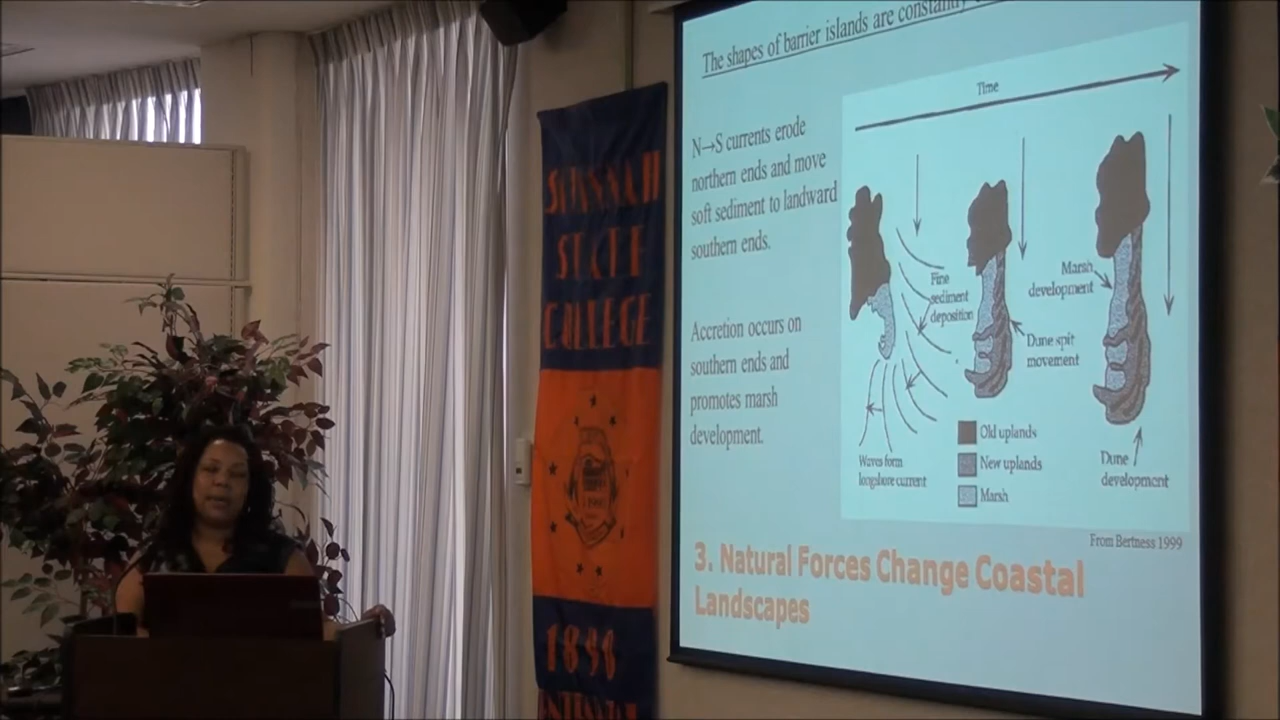 The shapes of barrier islands are constantly
N→S currents erode
northern ends and move
soft sediment to landward
southern ends.
Accretion occurs on
southern ends and
promotes marsh
development.
Time
Fine
sediment
deposition
Marsh
development
Dune spit
movement
Old uplands
New uplands
Marsh
Waves form
longshore current
Dune
development
From Bertness 1999
3. Natural Forces Change Coastal
Landscapes
SAVANNAH
STATE
COLLEGE
1890